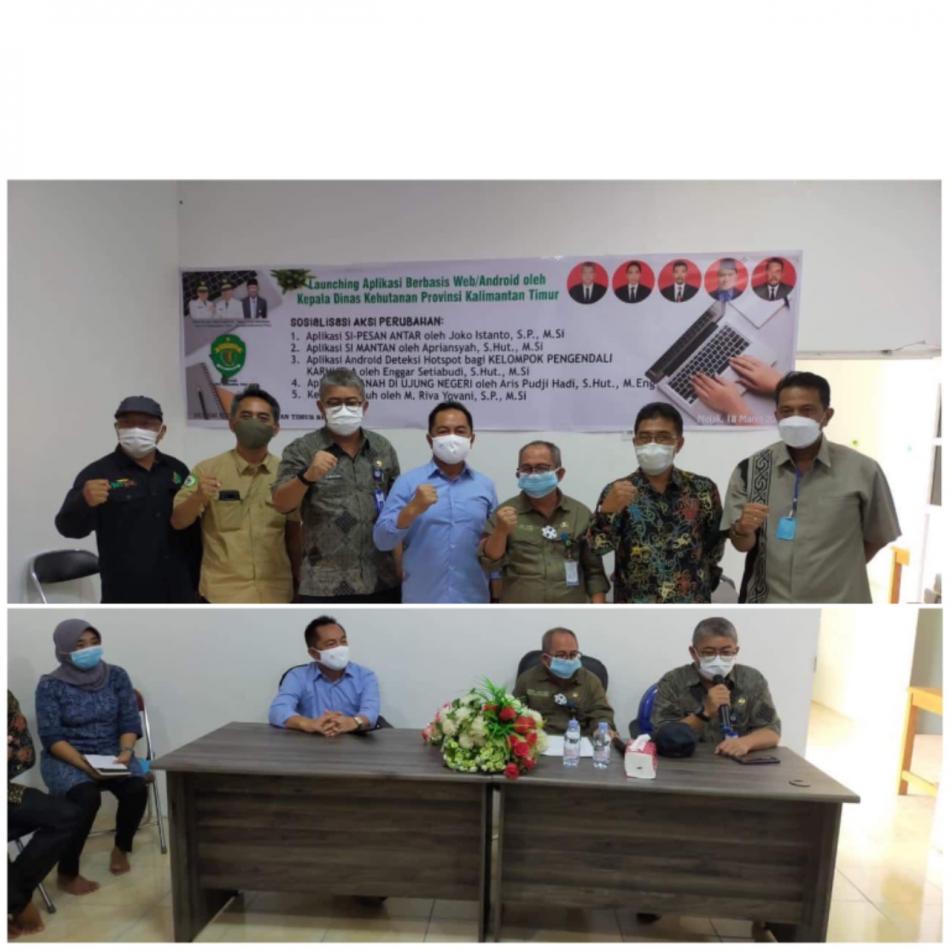 Launching Aplikasi Berbasis Web/Android oleh
Kepala Dinas Kehutanan Provinsi Kalimantan Timur
SOSIALISASI AKSI PERUBAHAN:
1. Aplikasi SI-PESAN ANTAR oleh Joko Istanto, S.P., M.Si
2. Aplikasi SI MANTAN oleh Apriansyah, S.Hut., M.Si
3. Aplikasi Android Deteksi Hotspot bagi KELOMPOK PENGENDALI
oleh Enggar Setiabudi, S.Hut., M.Si
4. DI UJUNG NEGERI oleh Aris Pudji Hadi, S.Hut., M.Eng
5. oleh M. Riva Yovani, S.P., M.Si
Melak, 18 Maret